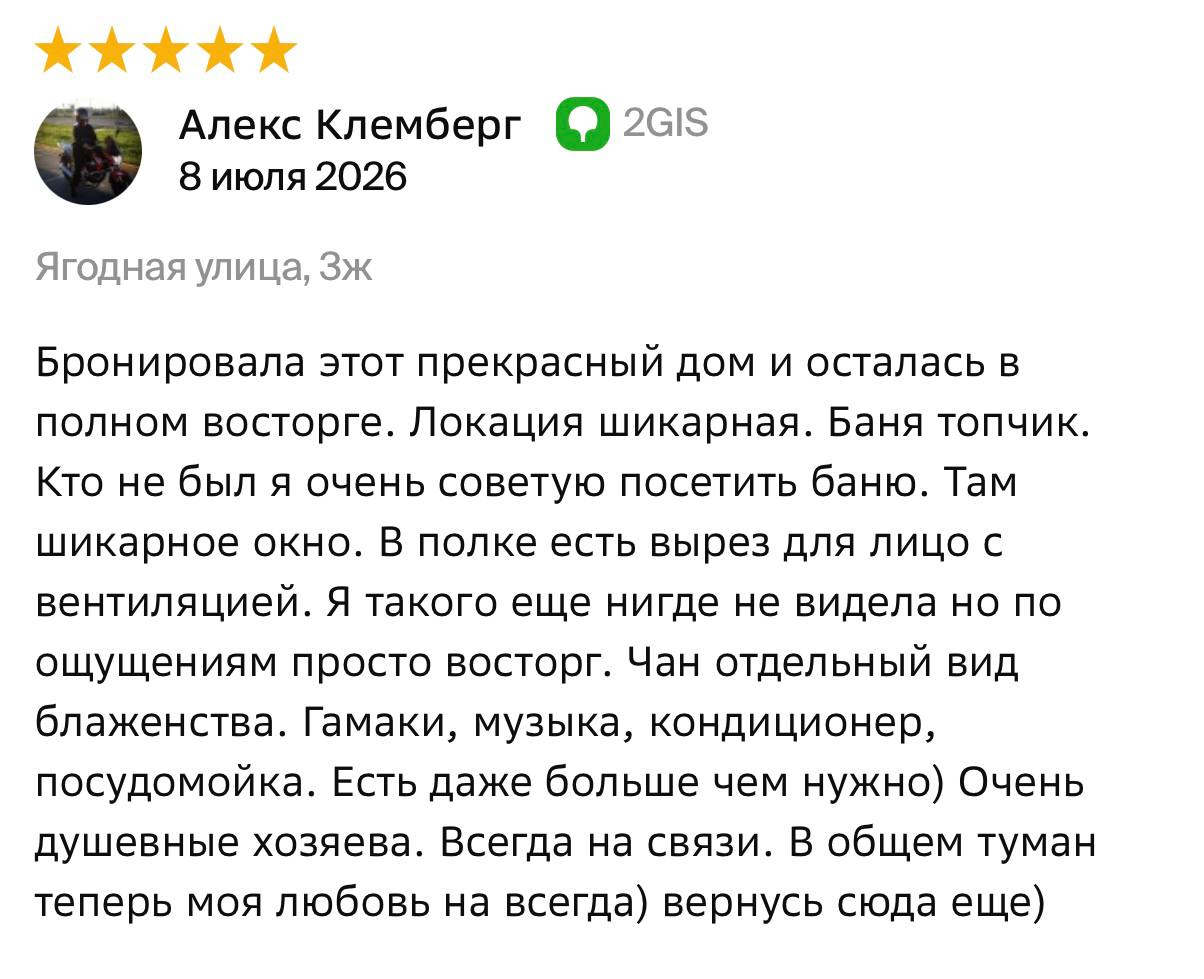 Алекс Клемберг
2GIS
8 июля 2026
Ягодная улица, 3ж
Бронировала этот прекрасный дом и осталась в
полном восторге. Локация шикарная. Баня топчик.
Кто не был я очень советую посетить баню. Там
шикарное окно. В полке есть вырез для лицо с
вентиляцией. Я такого еще нигде не видела но по
ощущениям просто восторг. Чан отдельный вид
блаженства. Гамаки, музыка, кондиционер,
посудомойка. Есть даже больше чем нужно) Очень
душевные хозяева. Всегда на связи. В общем туман
теперь моя любовь на всегда) вернусь сюда еще)